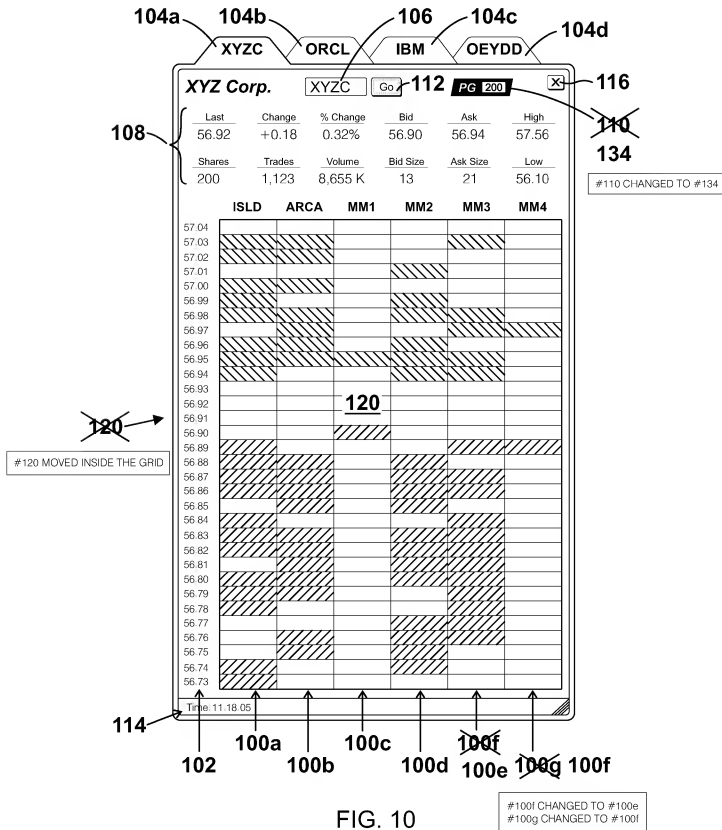 104a 104b 106 104c 104d
XYZC ORCL IBM OEYDD
XYZ Corp. XYZC Go 112 PG 200 X 116
110
134
#110 CHANGED TO #134
108
Last Change % Change Bid Ask High
56.92 +0.18 0.32% 56.90 56.94 57.56
Shares Trades Volume Bid Size Ask Size Low
200 1,123 8,655 K 13 21 56.10
ISLD ARCA MM1 MM2 MM3 MM4
57.04
57.03
57.02
57.01
57.00
56.99
56.98
56.97
56.96
56.95
56.94
56.93
56.92 120
56.91
120
56.90
56.89
#120 MOVED INSIDE THE GRID
56.88
56.87
56.86
56.85
56.84
56.83
56.82
56.81
56.80
56.79
56.78
56.77
56.76
56.75
56.74
56.73
Time: 11.18.05
114
102 100a 100b 100c 100d 100f 100e 100g 100f
#100f CHANGED TO #100e
#100g CHANGED TO #100f
FIG. 10